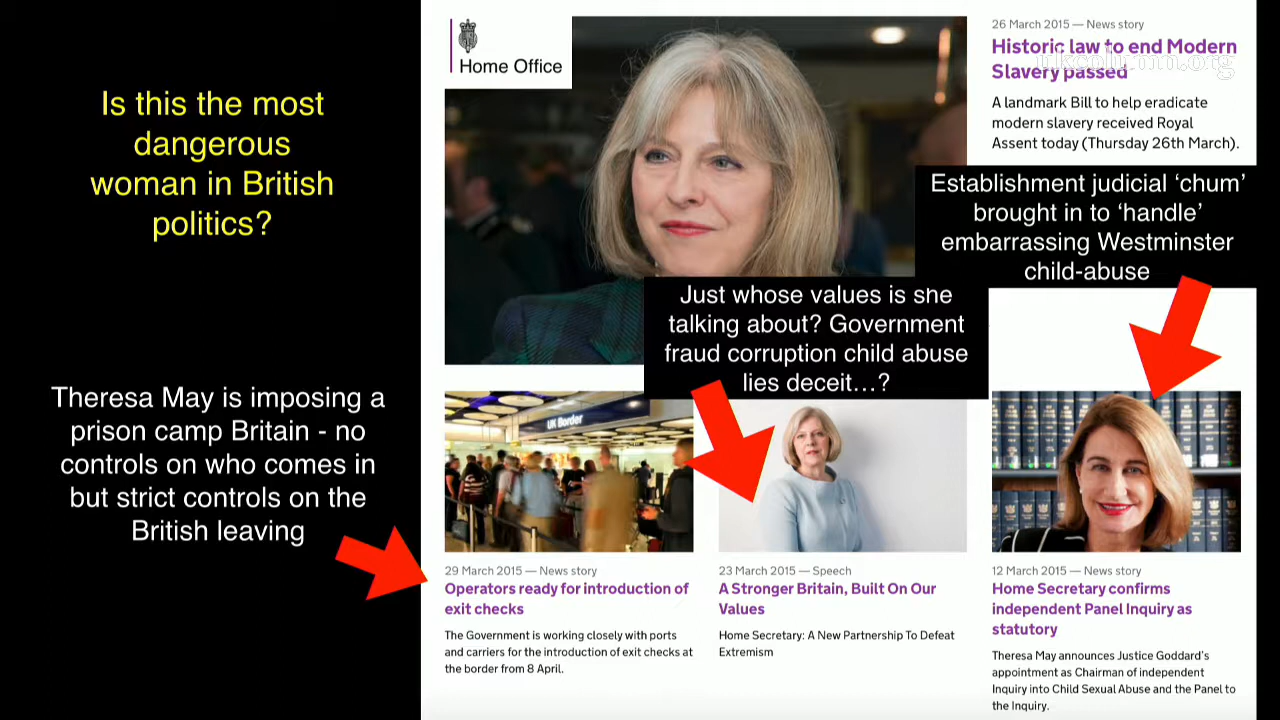 Is this the most
dangerous
woman in British
politics?
Theresa May is imposing a
prison camp Britain - no
controls on who comes in
but strict controls on the
British leaving
Home Office
26 March 2015 — News story
Historic law to end Modern
Slavery passed
ukcolumn.org
A landmark Bill to help eradicate
modern slavery received Royal
Assent today (Thursday 26th March).
Establishment judicial ‘chum’
brought in to ‘handle’
embarrassing Westminster
child-abuse
Just whose values is she
talking about? Government
fraud corruption child abuse
lies deceit…?
UK Border
29 March 2015 — News story
Operators ready for introduction of
exit checks
The Government is working closely with ports
and carriers for the introduction of exit checks at
the border from 8 April.
23 March 2015 — Speech
A Stronger Britain, Built On Our
Values
Home Secretary: A New Partnership To Defeat
Extremism
12 March 2015 — News story
Home Secretary confirms
independent Panel Inquiry as
statutory
Theresa May announces Justice Goddard's
appointment as Chairman of independent
Inquiry into Child Sexual Abuse and the Panel to
the Inquiry.